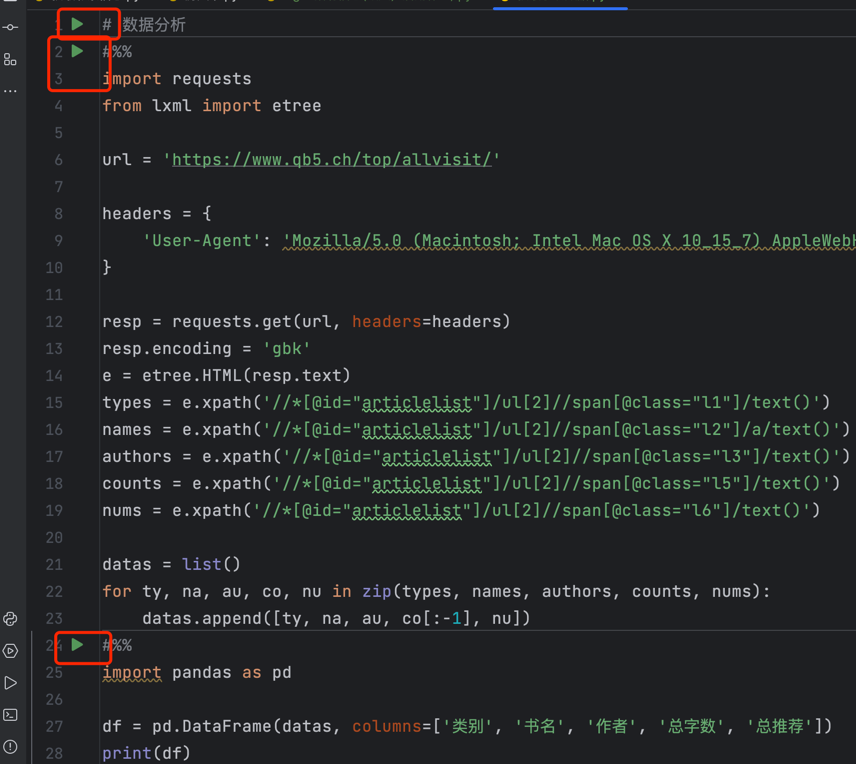 1 # 数据分析
2 #%%
3 import requests
4 from lxml import etree
5
6 url = 'https://www.qb5.ch/top/allvisit/'
7
8 headers = {
9 'User-Agent': 'Mozilla/5.0 (Macintosh; Intel Mac OS X 10_15_7) AppleWeb
10 }
11
12 resp = requests.get(url, headers=headers)
13 resp.encoding = 'gbk'
14 e = etree.HTML(resp.text)
15 types = e.xpath('//*[@id="articlelist"]/ul[2]//span[@class="l1"]/text()')
16 names = e.xpath('//*[@id="articlelist"]/ul[2]//span[@class="l2"]/a/text()')
17 authors = e.xpath('//*[@id="articlelist"]/ul[2]//span[@class="l3"]/text()')
18 counts = e.xpath('//*[@id="articlelist"]/ul[2]//span[@class="l5"]/text()')
19 nums = e.xpath('//*[@id="articlelist"]/ul[2]//span[@class="l6"]/text()')
20
21 datas = list()
22 for ty, na, au, co, nu in zip(types, names, authors, counts, nums):
23 datas.append([ty, na, au, co[:-1], nu])
24 #%%
25 import pandas as pd
26
27 df = pd.DataFrame(datas, columns=['类别', '书名', '作者', '总字数', '总推荐'])
28 print(df)